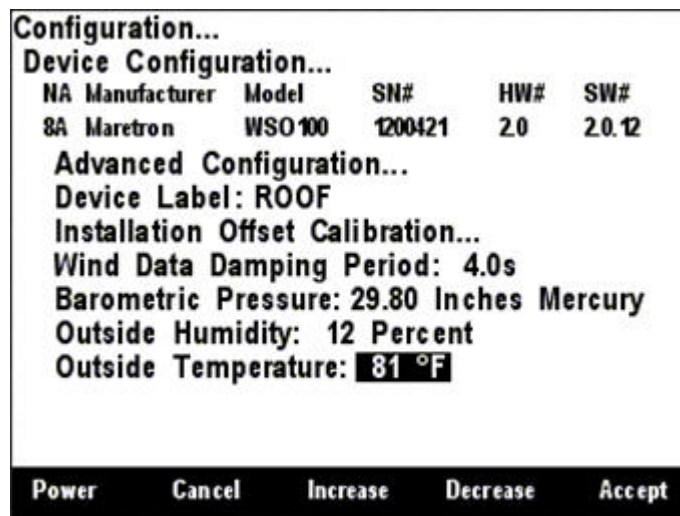 Configuration...
Device Configuration...
NA Manufacturer Model SN# HW# SW#
8A Maretron WSO100 1200421 2.0 2.0.12
Advanced Configuration...
Device Label: ROOF
Installation Offset Calibration...
Wind Data Damping Period: 4.0s
Barometric Pressure: 29.80 Inches Mercury
Outside Humidity: 12 Percent
Outside Temperature: 81 °F
Power Cancel Increase Decrease Accept